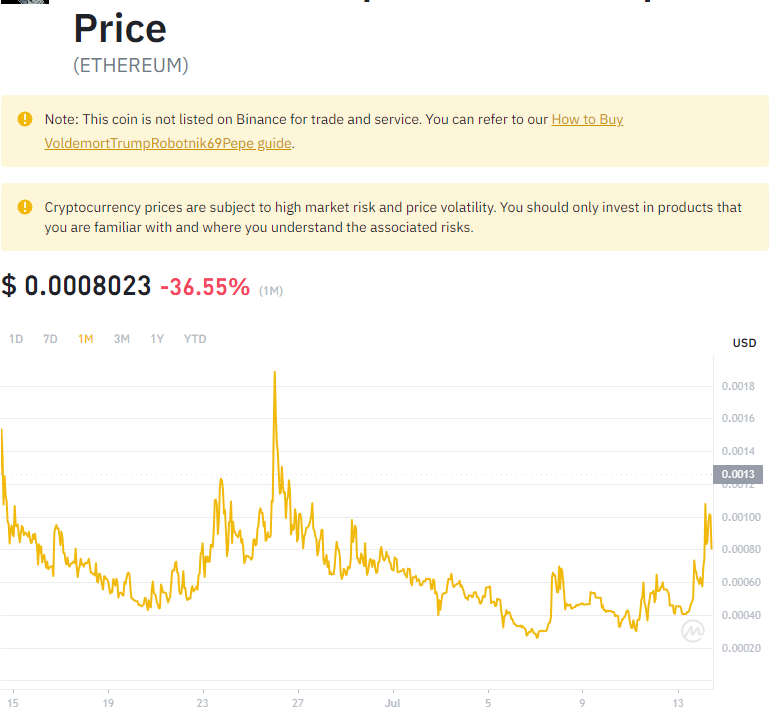 Price
(ETHEREUM)
Note: This coin is not listed on Binance for trade and service. You can refer to our How to Buy
VoldemortTrumpRobotnik69Pepe guide.
Cryptocurrency prices are subject to high market risk and price volatility. You should only invest in products that
you are familiar with and where you understand the associated risks.
$ 0.0008023 -36.55% (1M)
1D 7D 1M 3M 1Y YTD
USD
0.0018
0.0016
0.0014
0.0013
0.0012
0.00100
0.00080
0.00060
0.00040
0.00020
15 19 23 27 Jul 5 9 13